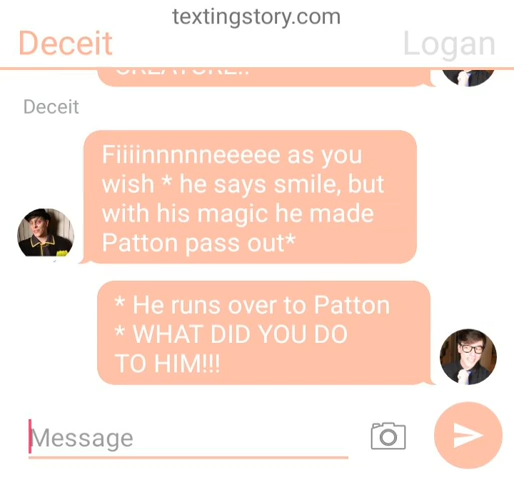 textingstory.com
Deceit Logan
CREATURE!!
Deceit
Fiiiinnnnneeeee as you
wish * he says smile, but
with his magic he made
Patton pass out*
* He runs over to Patton
* WHAT DID YOU DO
TO HIM!!!
Message